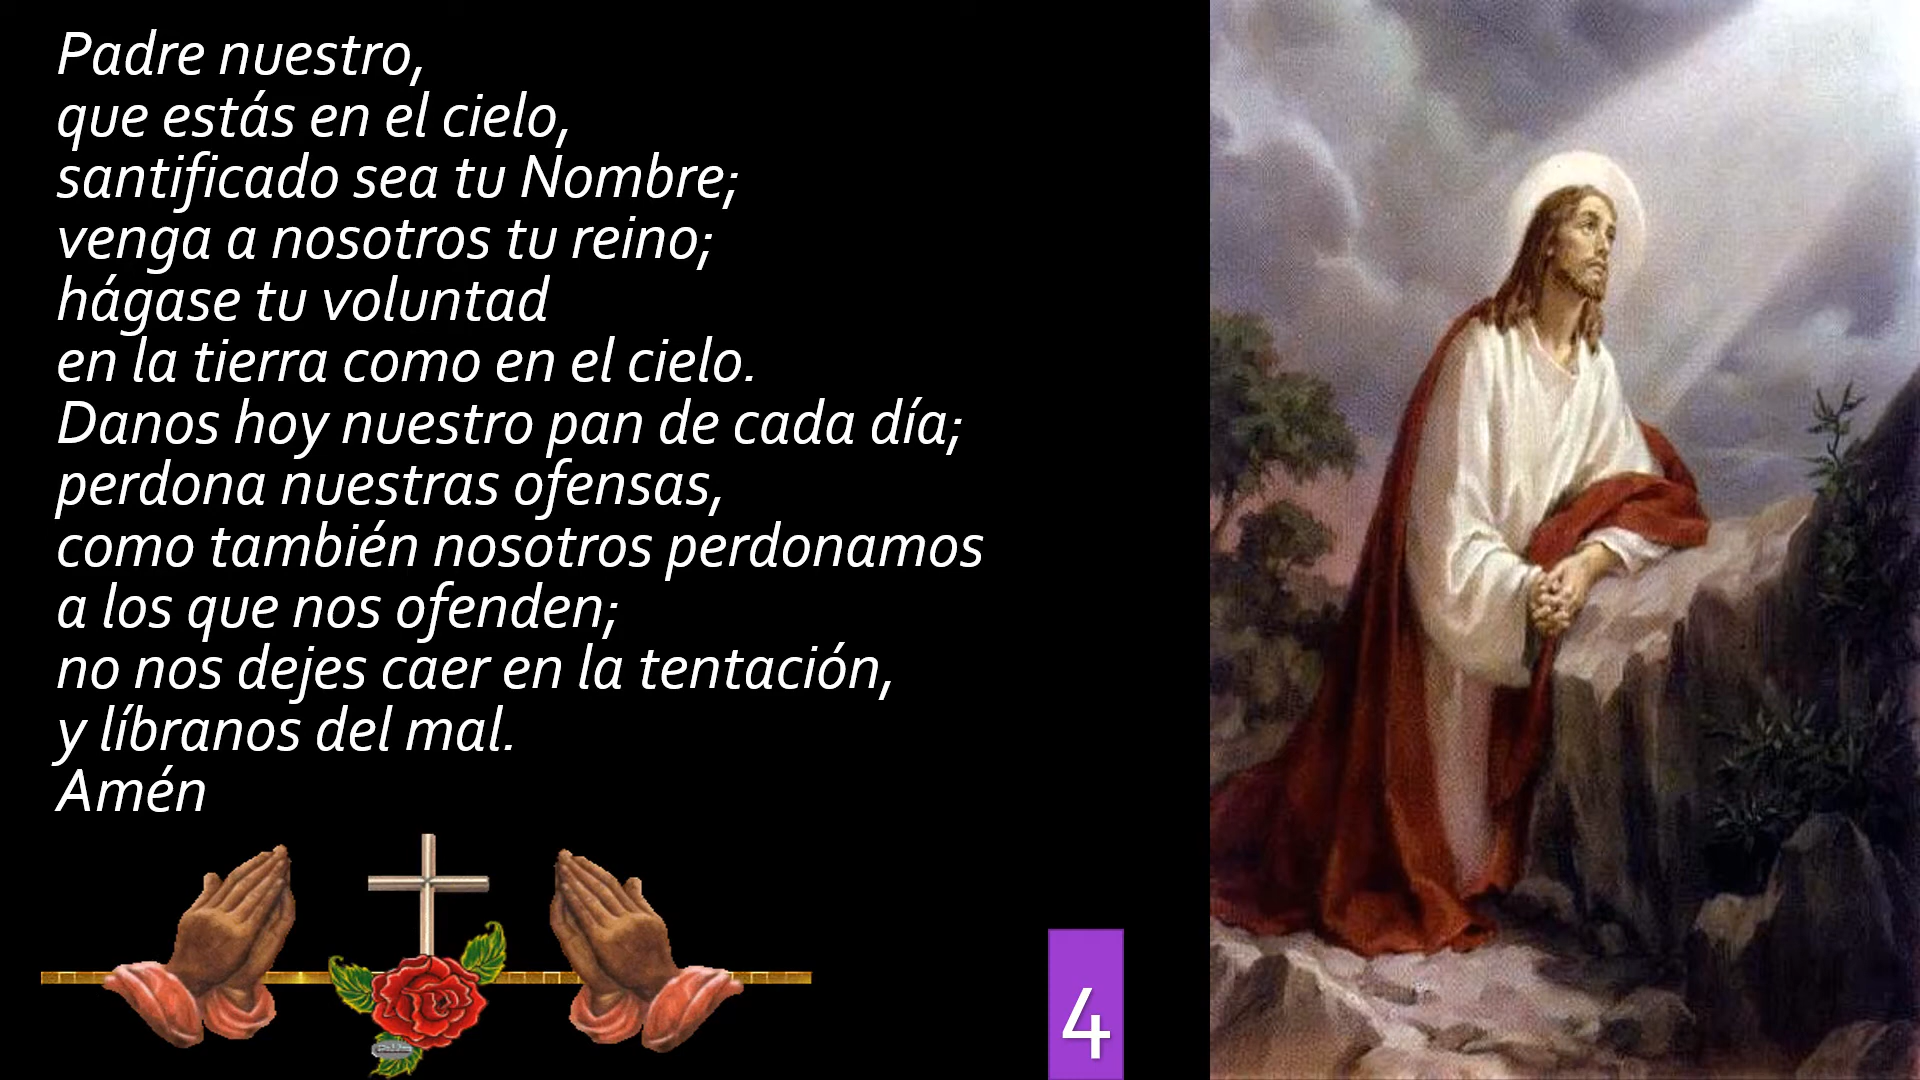 Padre nuestro,
que estás en el cielo,
santificado sea tu Nombre;
venga a nosotros tu reino;
hágase tu voluntad
en la tierra como en el cielo.
Danos hoy nuestro pan de cada día;
perdona nuestras ofensas,
como también nosotros perdonamos
a los que nos ofenden;
no nos dejes caer en la tentación,
y líbranos del mal.
Amén
4